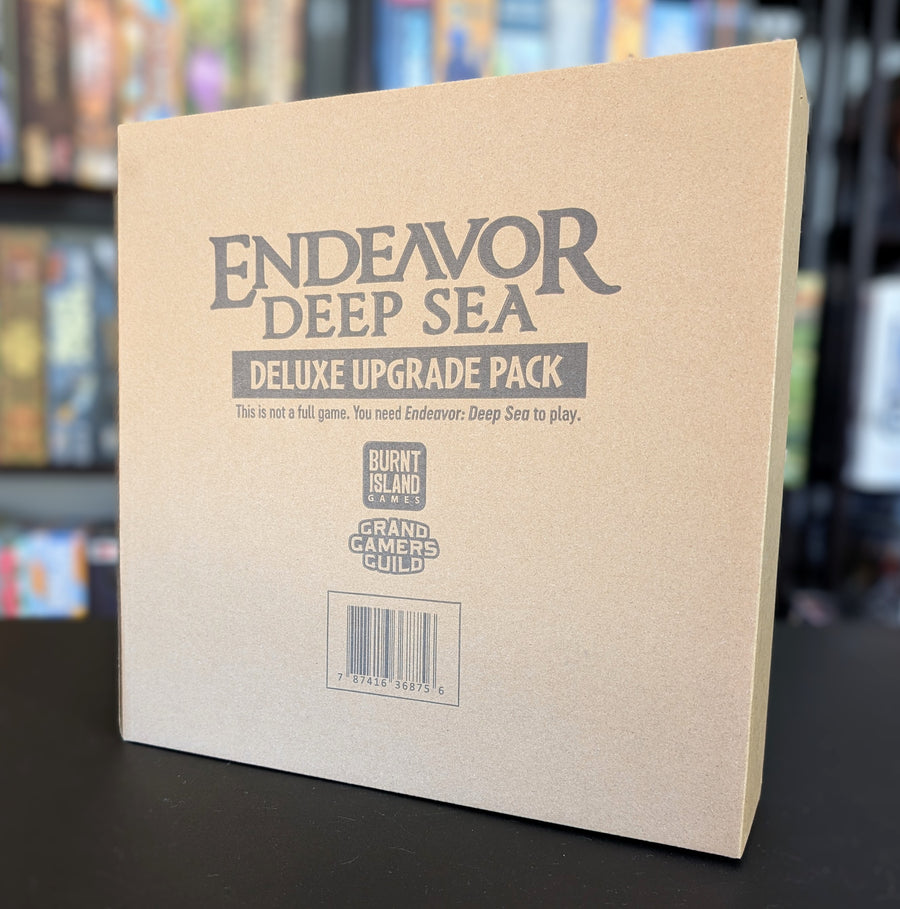 ENDEAVOR
DEEP SEA
DELUXE UPGRADE PACK
This is not a full game. You need Endeavor: Deep Sea to play.
BURNT
ISLAND
GAMES
GRAND
GAMERS
GUILD
7 87416 36875 6